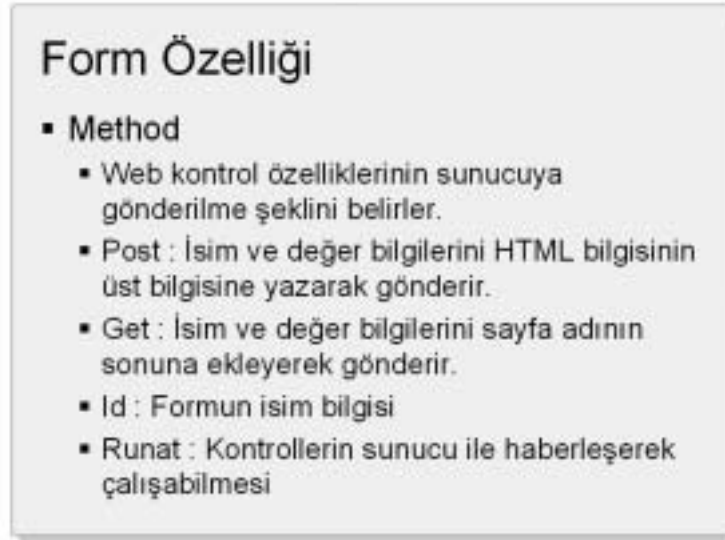 Form Özelliği
▪ Method
▪ Web kontrol özelliklerinin sunucuya
gönderilme şeklini belirler.
▪ Post : İsim ve değer bilgilerini HTML bilgisinin
üst bilgisine yazarak gönderir.
▪ Get : İsim ve değer bilgilerini sayfa adının
sonuna ekleyerek gönderir.
▪ Id : Formun isim bilgisi
▪ Runat : Kontrollerin sunucu ile haberleşerek
çalışabilmesi